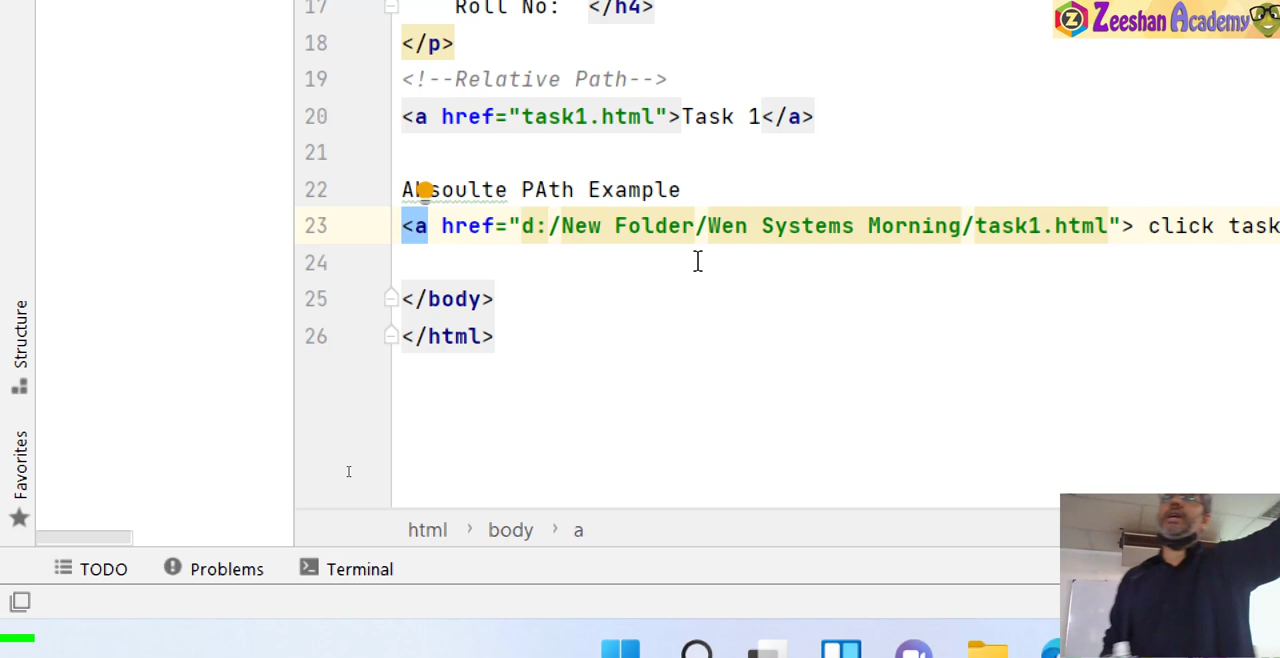 Zeeshan Academy
17 Roll No: </h4>
18 </p>
19 <!--Relative Path-->
20 <a href="task1.html">Task 1</a>
21
22 Absoulte PAth Example
23 <a href="d:/New Folder/Wen Systems Morning/task1.html"> click task
24
25 </body>
26 </html>
Structure
Favorites
html › body › a
TODO Problems Terminal